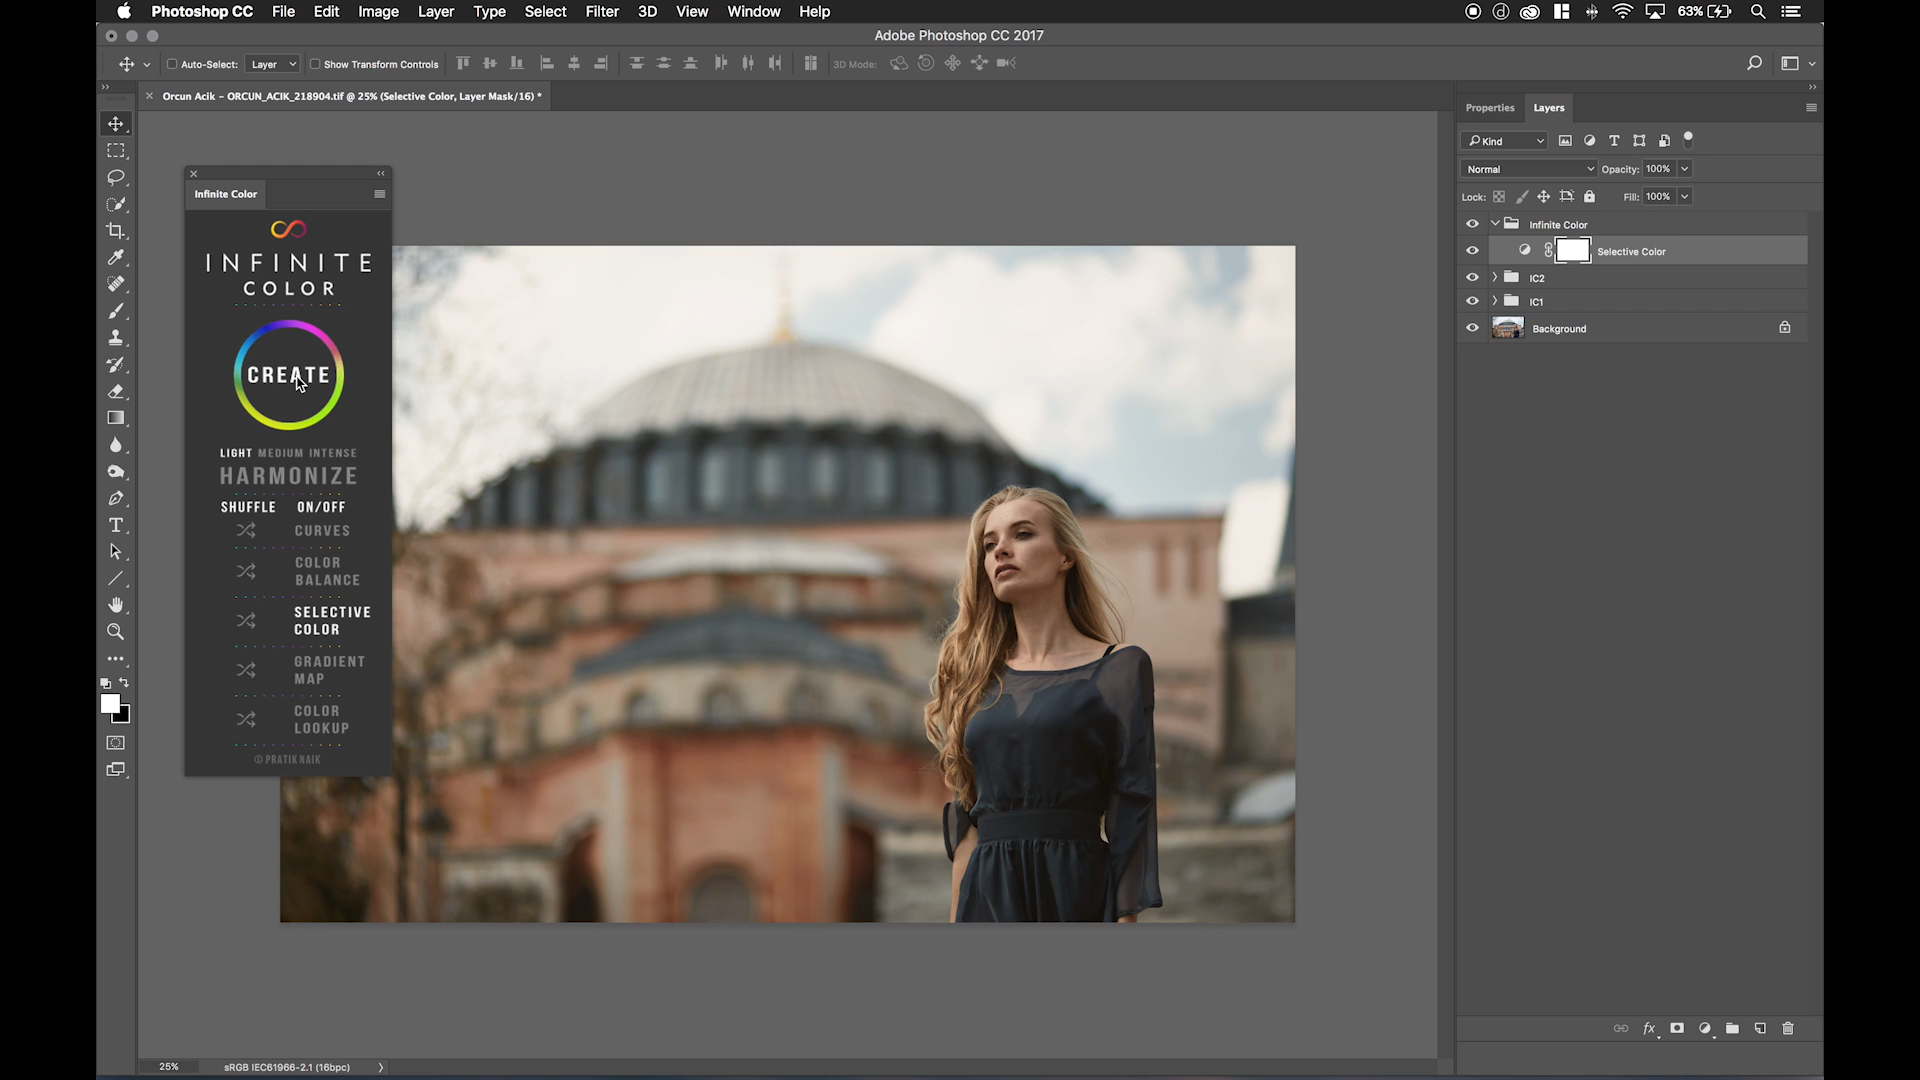 Photoshop CC File Edit Image Layer Type Select Filter 3D View Window Help 63%
Adobe Photoshop CC 2017
Auto-Select: Layer Show Transform Controls 3D Mode:
Orcun Acik - ORCUN_ACIK_218904.tif @ 25% (Selective Color, Layer Mask/16) *
Infinite Color
INFINITE
COLOR
CREATE
LIGHT MEDIUM INTENSE
HARMONIZE
SHUFFLE ON/OFF
CURVES
COLOR
BALANCE
SELECTIVE
COLOR
GRADIENT
MAP
COLOR
LOOKUP
© PRATIK NAIK
Properties Layers
Kind
Normal Opacity: 100%
Lock: Fill: 100%
Infinite Color
Selective Color
IC2
IC1
Background
fx
25% sRGB IEC61966-2.1 (16bpc)